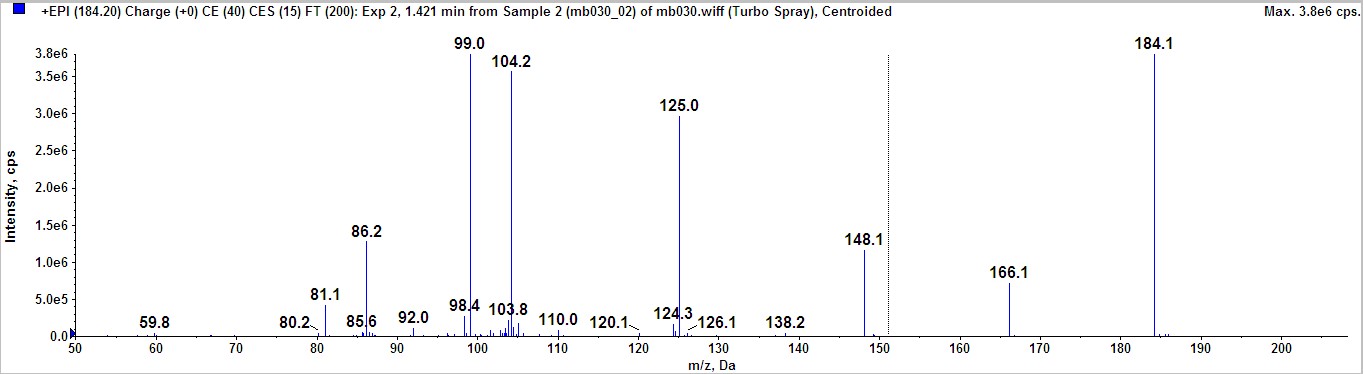 +EPI (184.20) Charge (+0) CE (40) CES (15) FT (200): Exp 2, 1.421 min from Sample 2 (mb030_02) of mb030.wiff (Turbo Spray), Centroided
Max. 3.8e6 cps.
Intensity, cps
3.8e6
3.5e6
3.0e6
2.5e6
2.0e6
1.5e6
1.0e6
5.0e5
0.0
59.8
80.2
81.1
85.6
86.2
92.0
98.4
99.0
103.8
104.2
110.0
120.1
124.3
125.0
126.1
138.2
148.1
166.1
184.1
50 60 70 80 90 100 110 120 130 140 150 160 170 180 190 200
m/z, Da